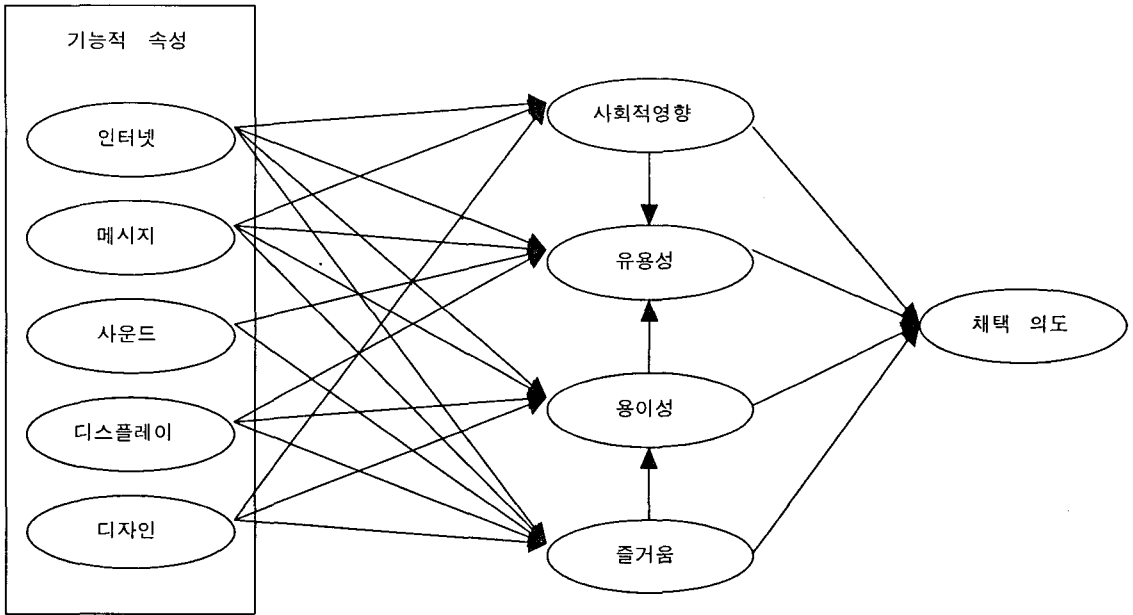 기능적 속성
인터넷
메시지
사운드
디스플레이
디자인
사회적영향
유용성
용이성
즐거움
채택 의도